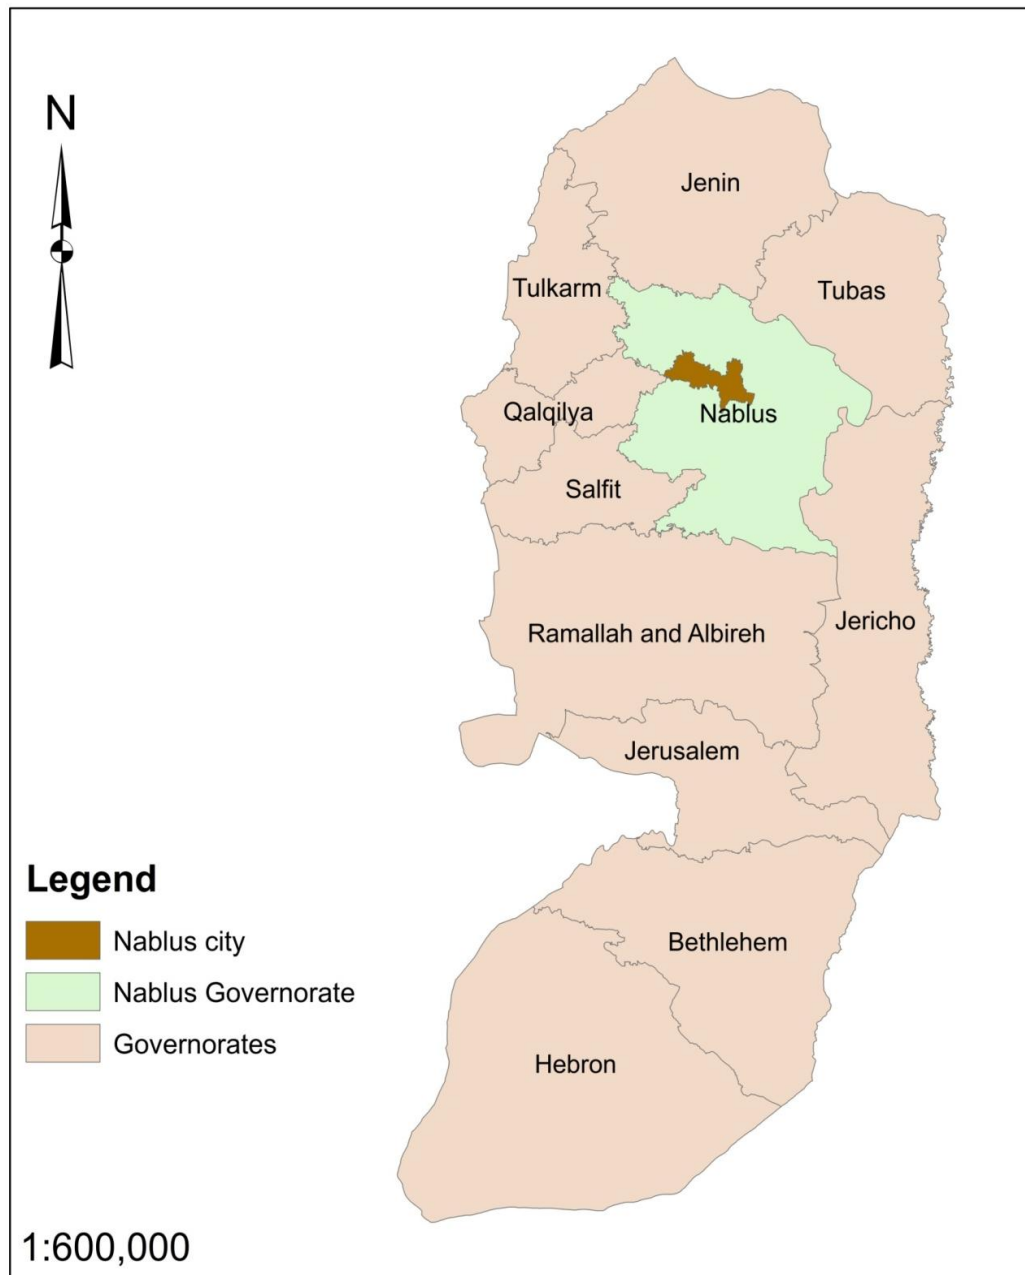 N
Jenin
Tulkarm
Tubas
Qalqilya
Nablus
Salfit
Ramallah and Albireh
Jericho
Jerusalem
Legend
Nablus city
Nablus Governorate
Governorates
Bethlehem
Hebron
1:600,000